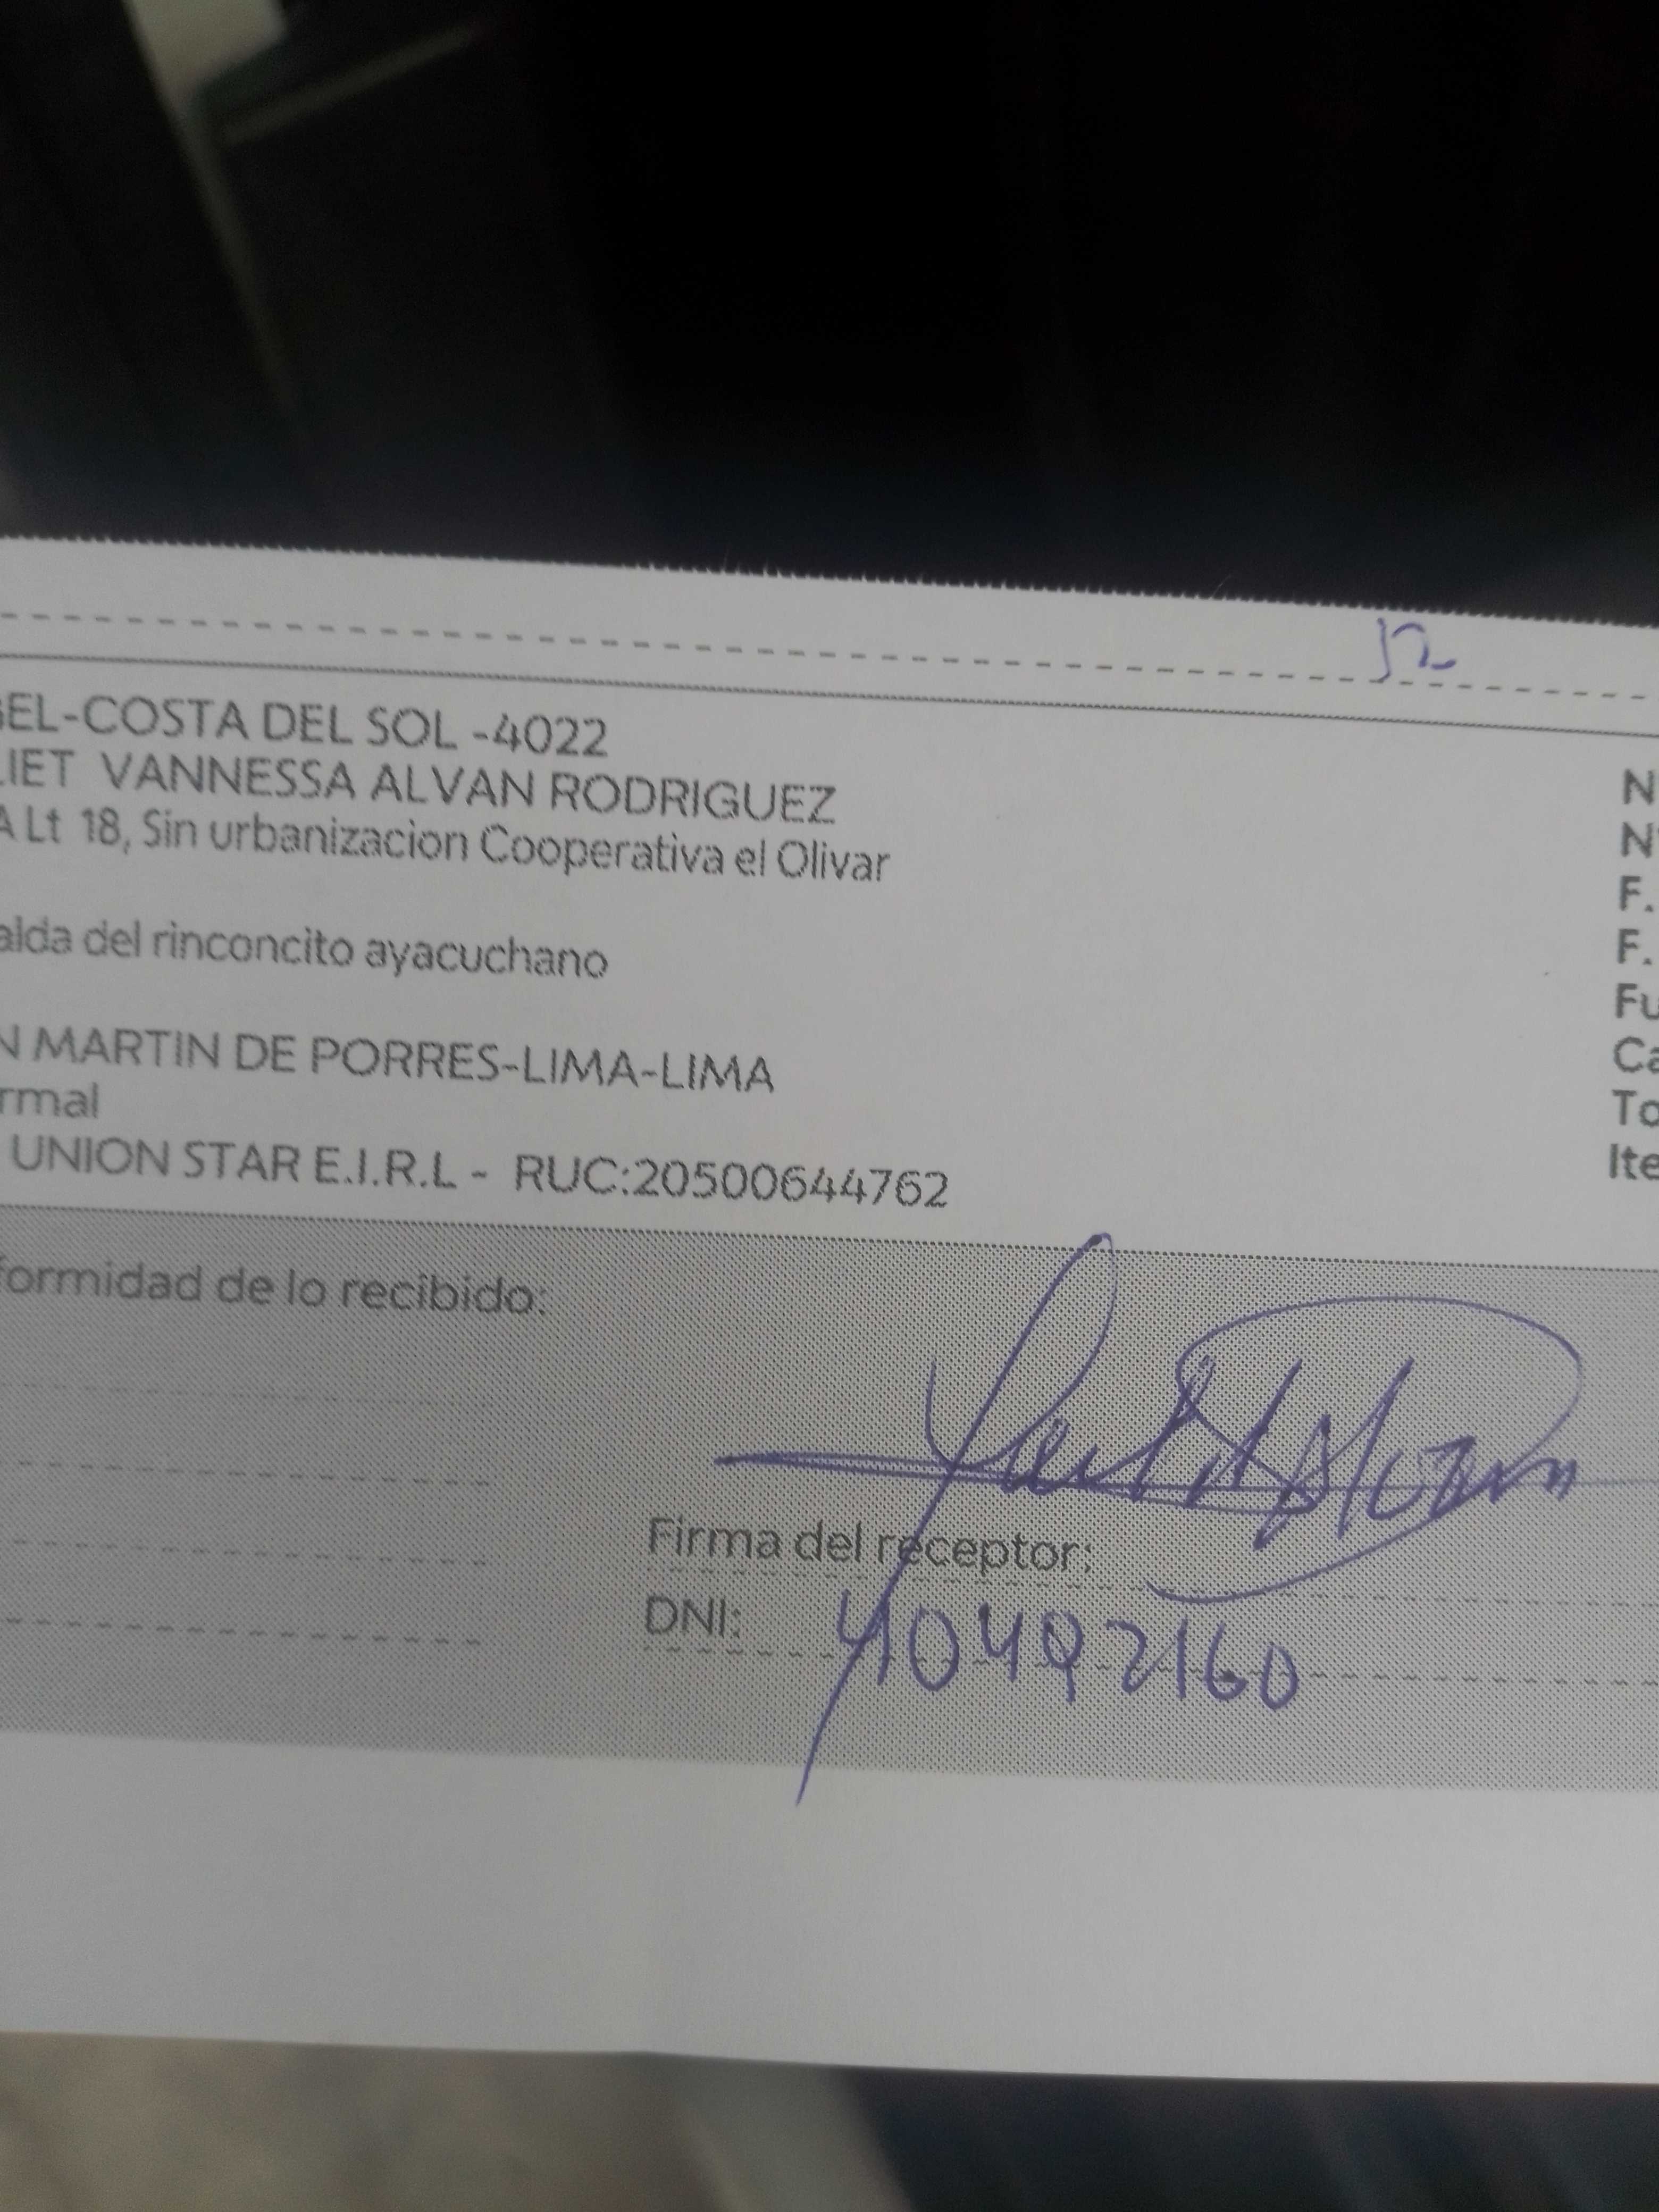 12
GEL-COSTA DEL SOL -4022
LIET VANNESSA ALVAN RODRIGUEZ
A Lt 18, Sin urbanizacion Cooperativa el Olivar
alda del rinconcito ayacuchano
N MARTIN DE PORRES-LIMA-LIMA
rmal
UNION STAR E.I.R.L - RUC:20500644762
N
N
F.
F.
Fu
Ca
To
Ite
formidad de lo recibido:
Firma del receptor:
DNI: 40492160